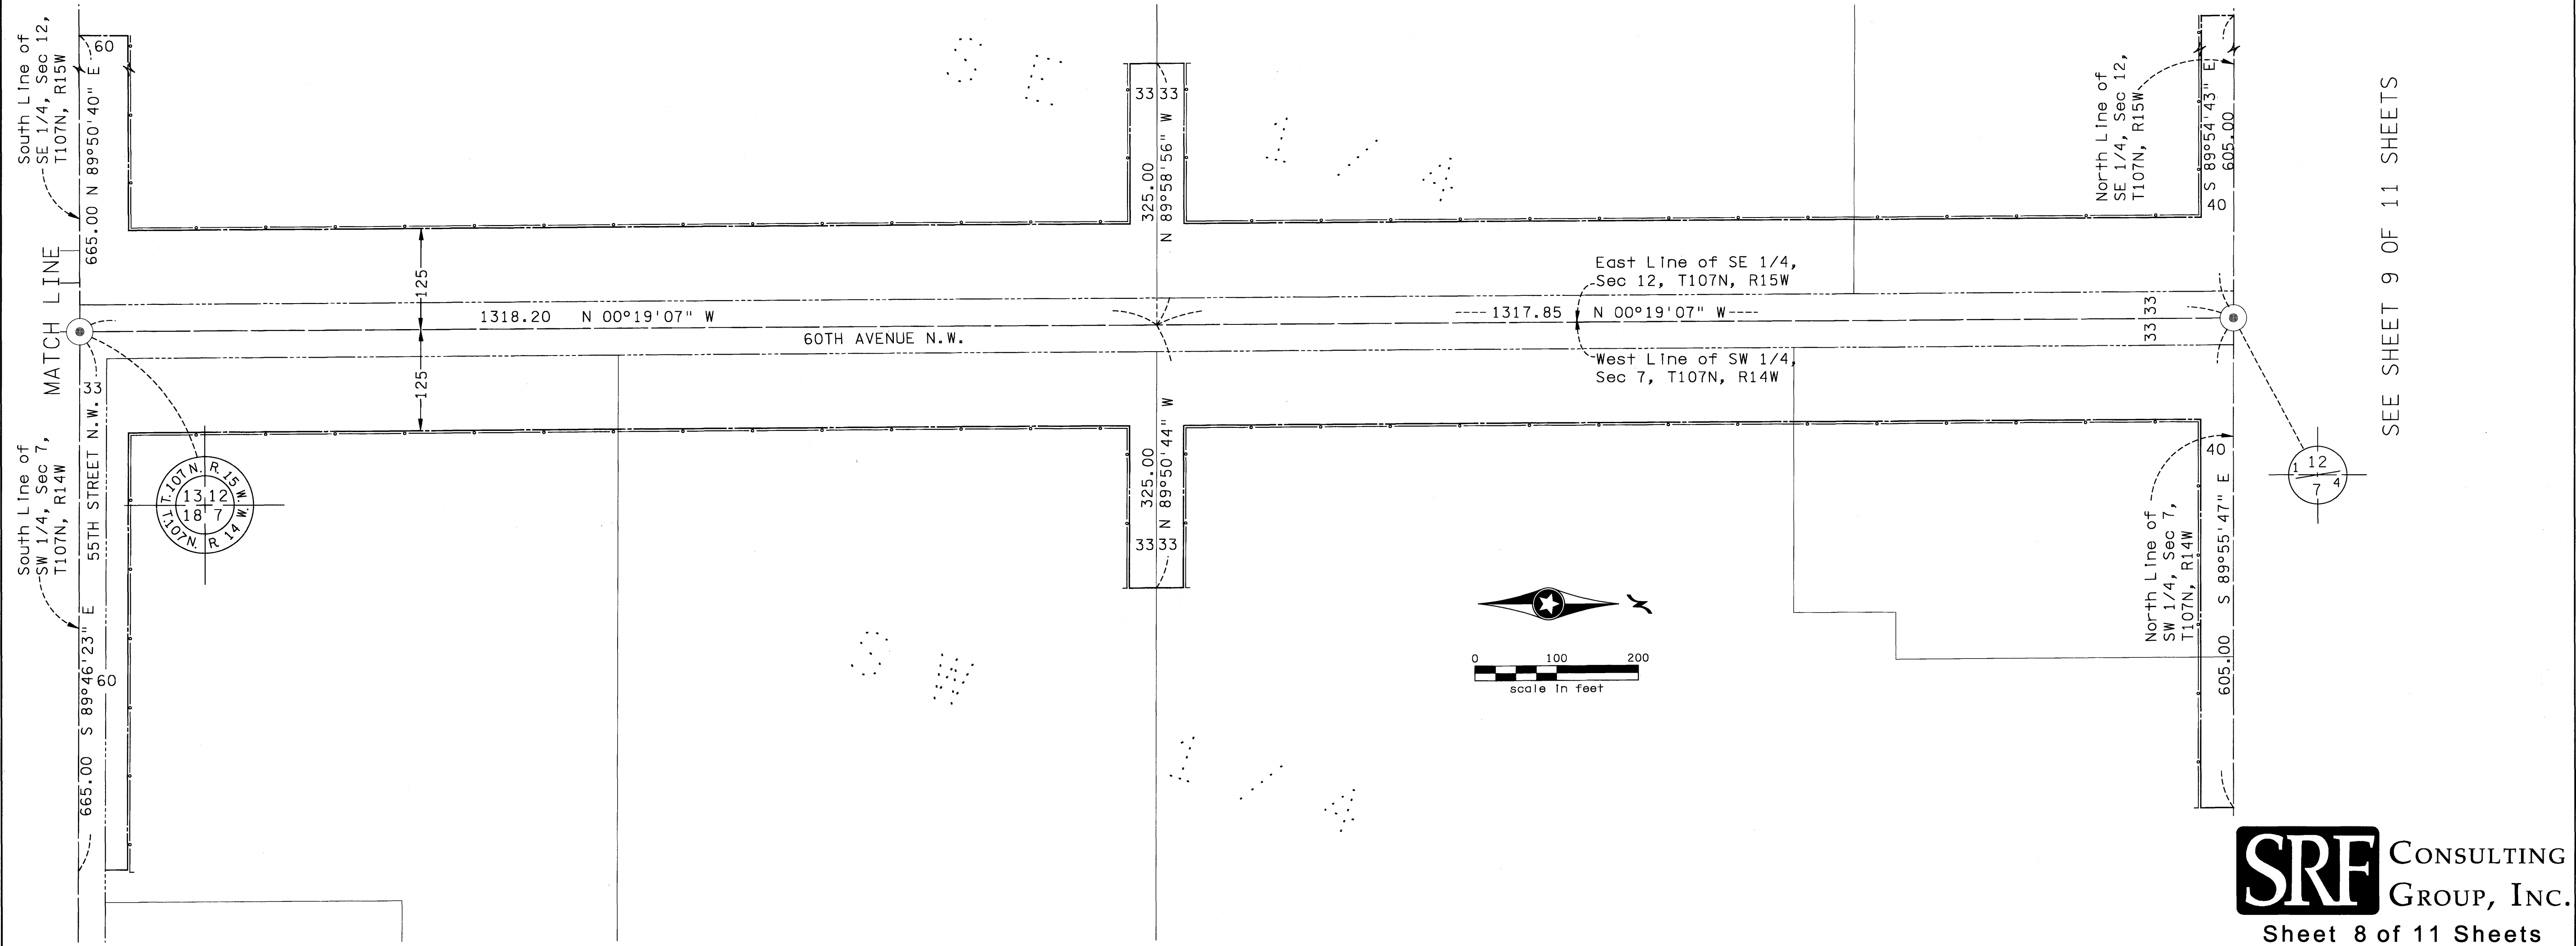 South Line of
SE 1/4, Sec 12,
T107N, R15W
MATCH LINE
60
665.00 N 89°50'40" E
33
55TH STREET N.W.
South Line of
SW 1/4, Sec 7,
T107N, R14W
665.00 S 89°46'23" E
60
T.107N. R. 15 W.
13 12
18 7
T.107N. R 14 W.
125
125
1318.20 N 00°19'07" W
60TH AVENUE N.W.
S E 1/4
33 33
325.00
N 89°58'56" W
325.00
N 89°50'44" W
33 33
S W 1/4
East Line of SE 1/4,
Sec 12, T107N, R15W
1317.85 N 00°19'07" W
West Line of SW 1/4,
Sec 7, T107N, R14W
N
0 100 200
scale in feet
North Line of
SE 1/4, Sec 12,
T107N, R15W
S 89°54'43" E
605.00
40
33 33
40
North Line of
SW 1/4, Sec 7,
T107N, R14W
605.00 S 89°55'47" E
1 12
7 4
SEE SHEET 9 OF 11 SHEETS
SRF CONSULTING
GROUP, INC.
Sheet 8 of 11 Sheets